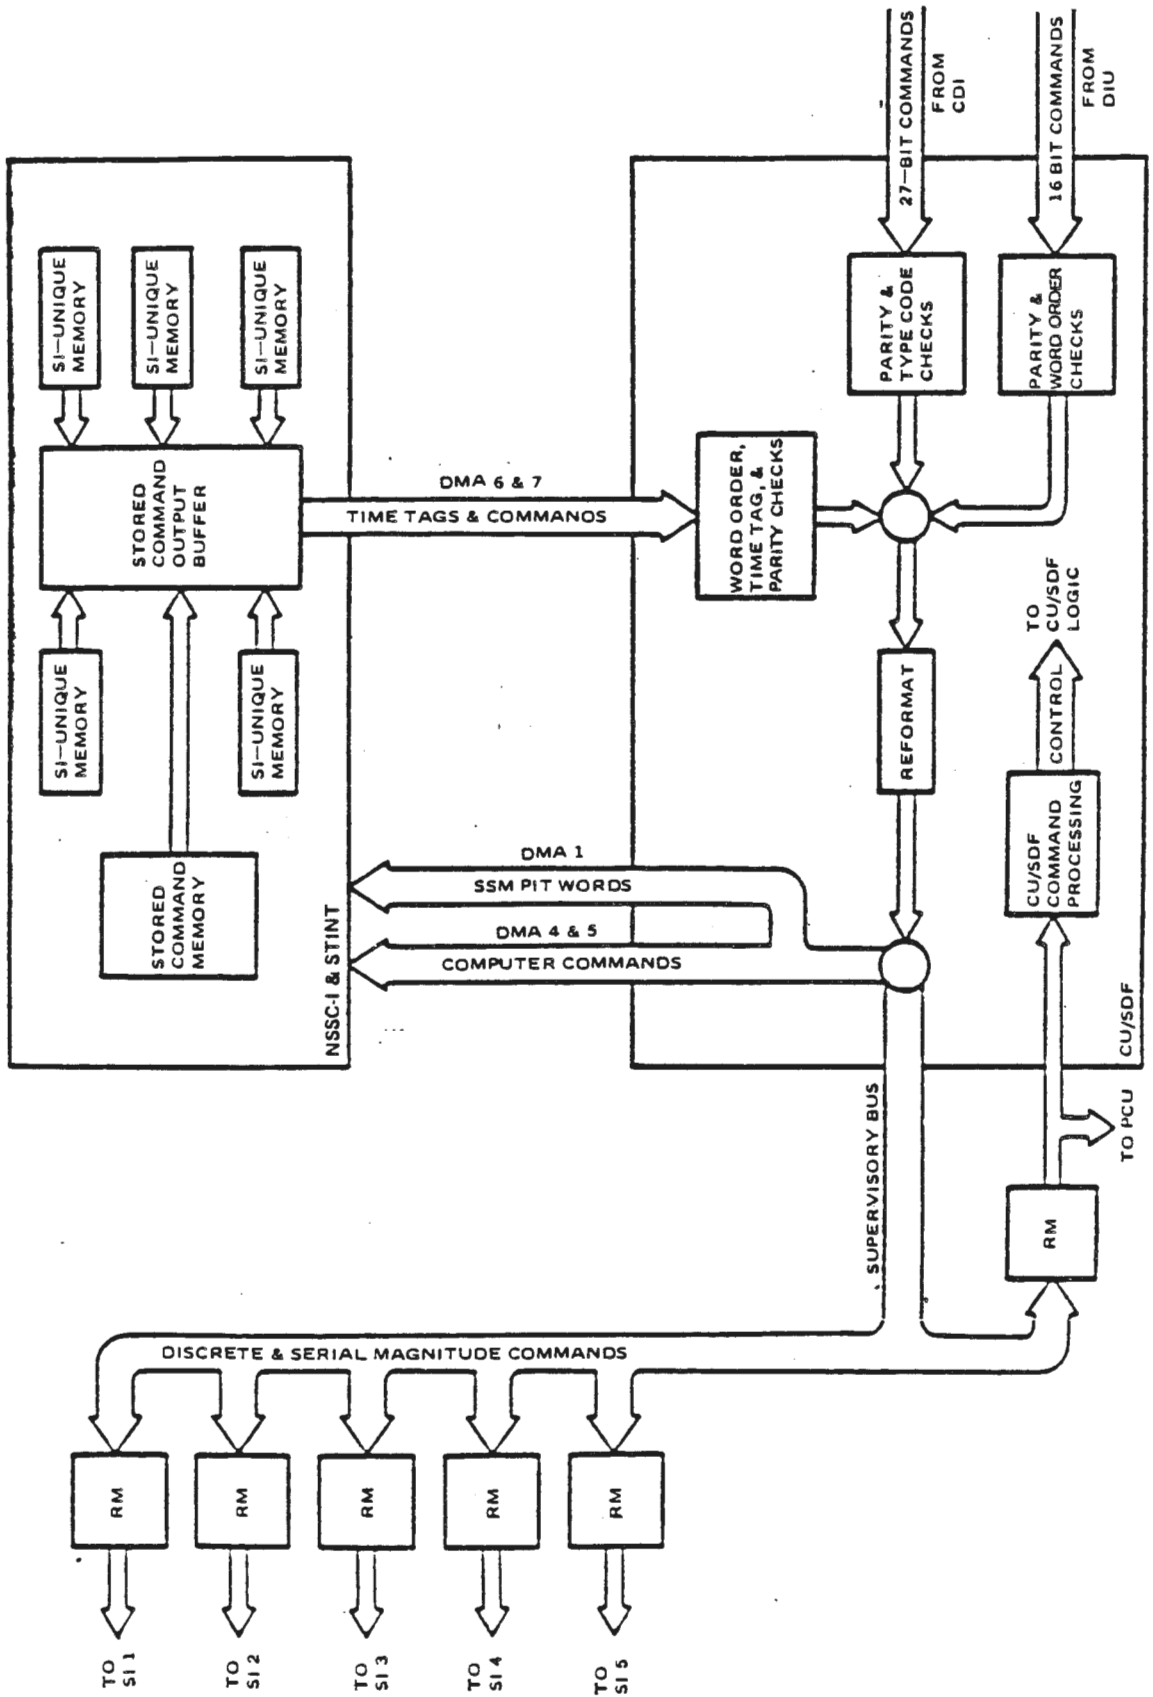 SI–UNIQUE
MEMORY
SI–UNIQUE
MEMORY
SI–UNIQUE
MEMORY
SI–UNIQUE
MEMORY
SI–UNIQUE
MEMORY
STORED
COMMAND
OUTPUT
BUFFER
STORED
COMMAND
MEMORY
NSSC-I & STINT
DMA 6 & 7
TIME TAGS & COMMANDS
DMA 1
SSM PIT WORDS
DMA 4 & 5
COMPUTER COMMANDS
27–BIT COMMANDS
FROM
CDI
16 BIT COMMANDS
FROM
DIU
PARITY &
TYPE CODE
CHECKS
PARITY &
WORD ORDER
CHECKS
WORD ORDER,
TIME TAG, &
PARITY CHECKS
REFORMAT
TO
CU/SDF
LOGIC
CONTROL
CU/SDF
COMMAND
PROCESSING
CU/SDF
SUPERVISORY BUS
TO PCU
RM
DISCRETE & SERIAL MAGNITUDE COMMANDS
RM
RM
RM
RM
RM
TO
SI 1
TO
SI 2
TO
SI 3
TO
SI 4
TO
SI 5